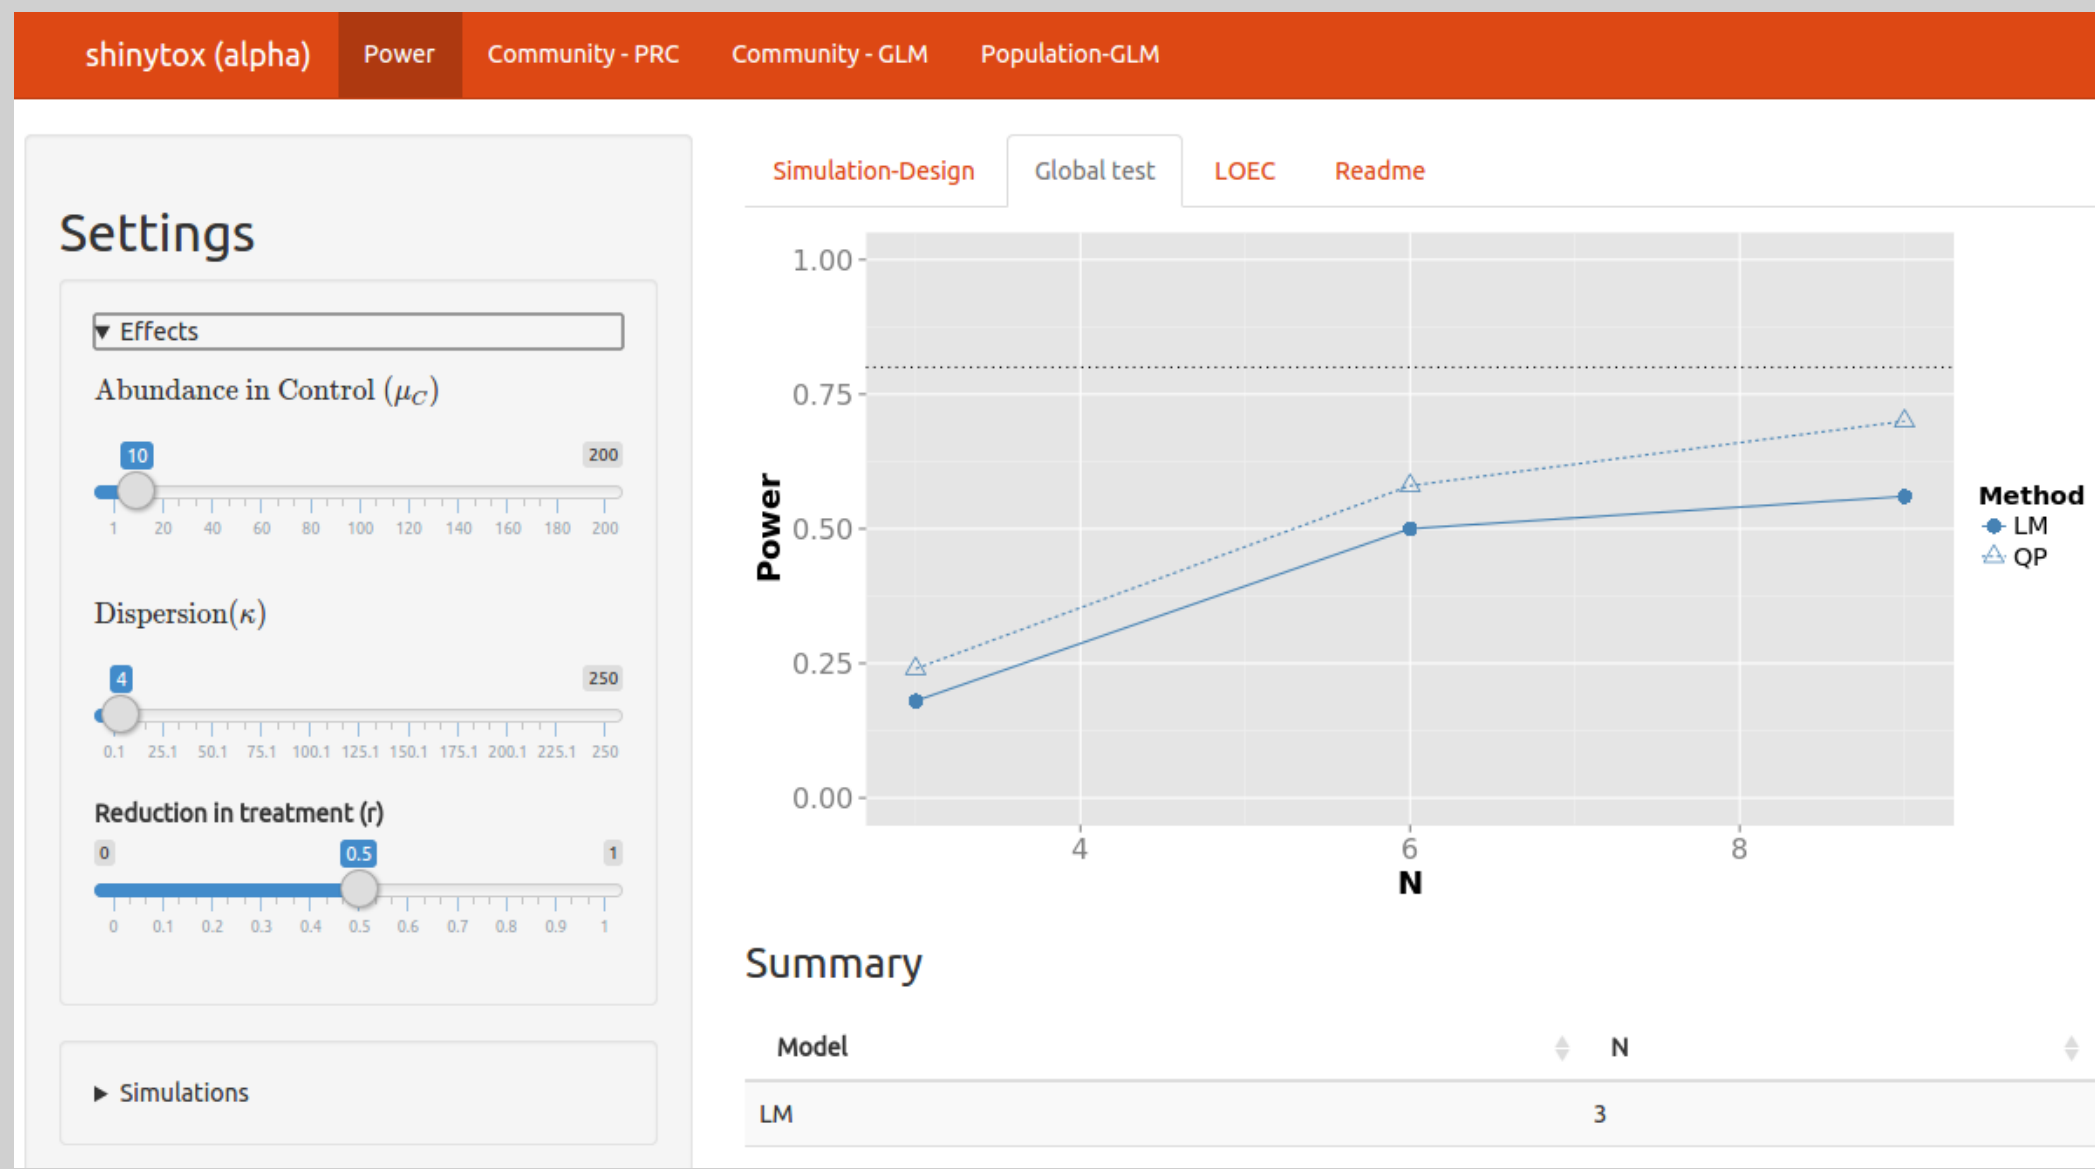 shinytox (alpha) Power Community - PRC Community - GLM Population-GLM
Settings
▼ Effects
Abundance in Control (μC)
10 200
1 20 40 60 80 100 120 140 160 180 200
Dispersion(κ)
4 250
0.1 25.1 50.1 75.1 100.1 125.1 150.1 175.1 200.1 225.1 250
Reduction in treatment (r)
0 0.5 1
0 0.1 0.2 0.3 0.4 0.5 0.6 0.7 0.8 0.9 1
▶ Simulations
Simulation-Design Global test LOEC Readme
1.00
0.75
0.50
0.25
0.00
Power
4 6 8
N
Method
LM
QP
Summary
Model N
LM 3